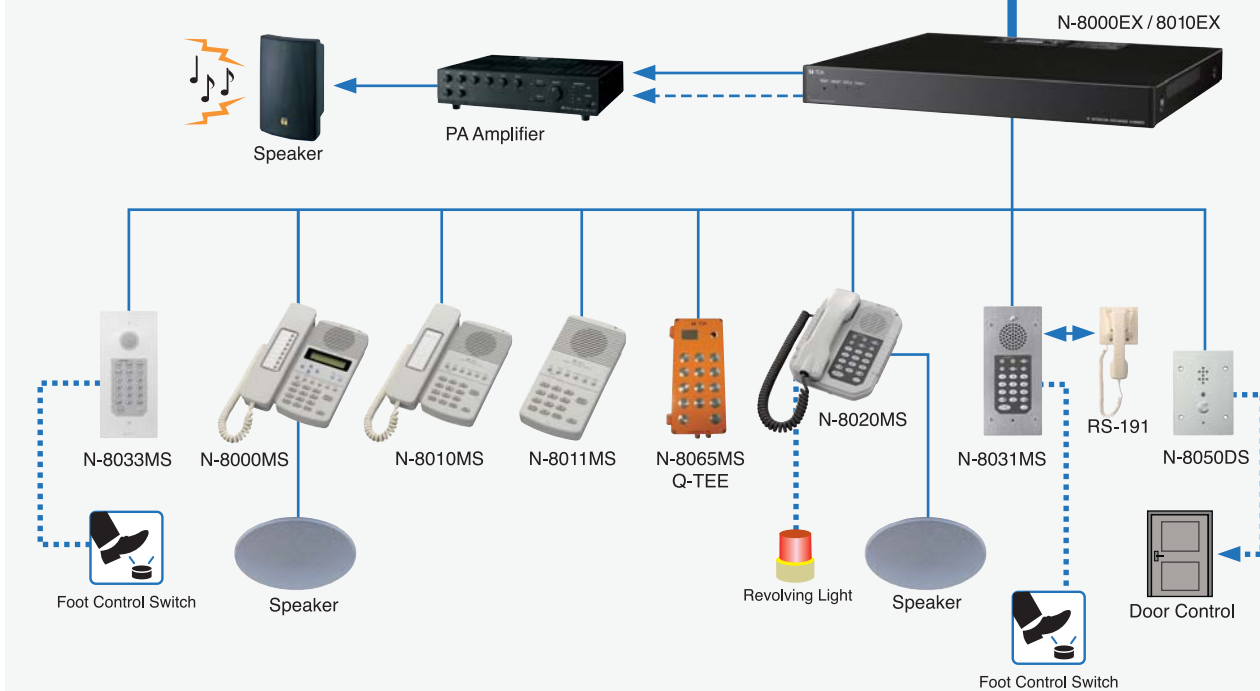 N-8000EX / 8010EX
TOA
PA Amplifier
Speaker
N-8033MS
N-8000MS
N-8010MS
N-8011MS
N-8065MS
Q-TEE
N-8020MS
N-8031MS
RS-191
N-8050DS
Foot Control Switch
Speaker
Revolving Light
Speaker
Door Control
Foot Control Switch